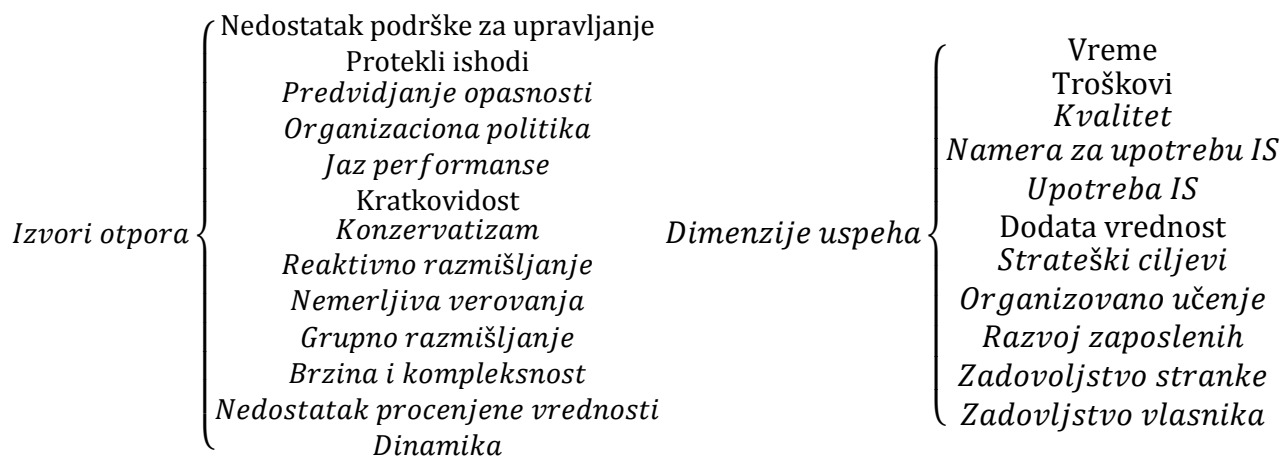 Izvori otpora
Nedostatak podrške za upravljanje
Protekli ishodi
Predvidjanje opasnosti
Organizaciona politika
Jaz performanse
Kratkovidost
Konzervatizam
Reaktivno razmišljanje
Nemerljiva verovanja
Grupno razmišljanje
Brzina i kompleksnost
Nedostatak procenjene vrednosti
Dinamika
Dimenzije uspeha
Vreme
Troškovi
Kvalitet
Namera za upotrebu IS
Upotreba IS
Dodata vrednost
Strateški ciljevi
Organizovano učenje
Razvoj zaposlenih
Zadovoljstvo stranke
Zadovljstvo vlasnika